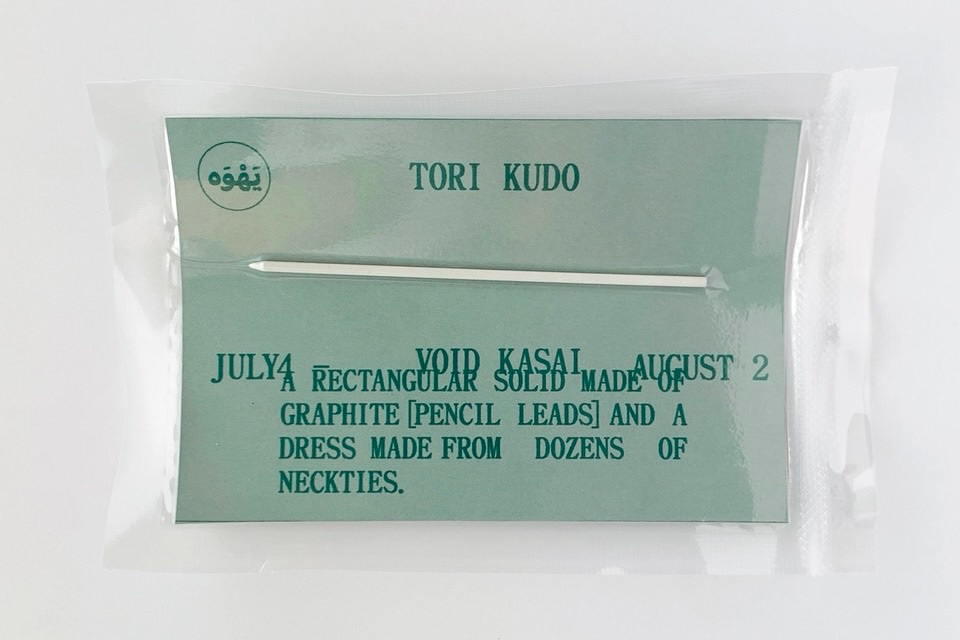 يَهْوَه
TORI KUDO
JULY4 – VOID KASAI AUGUST 2
A RECTANGULAR SOLID MADE OF
GRAPHITE [PENCIL LEADS] AND A
DRESS MADE FROM DOZENS OF
NECKTIES.